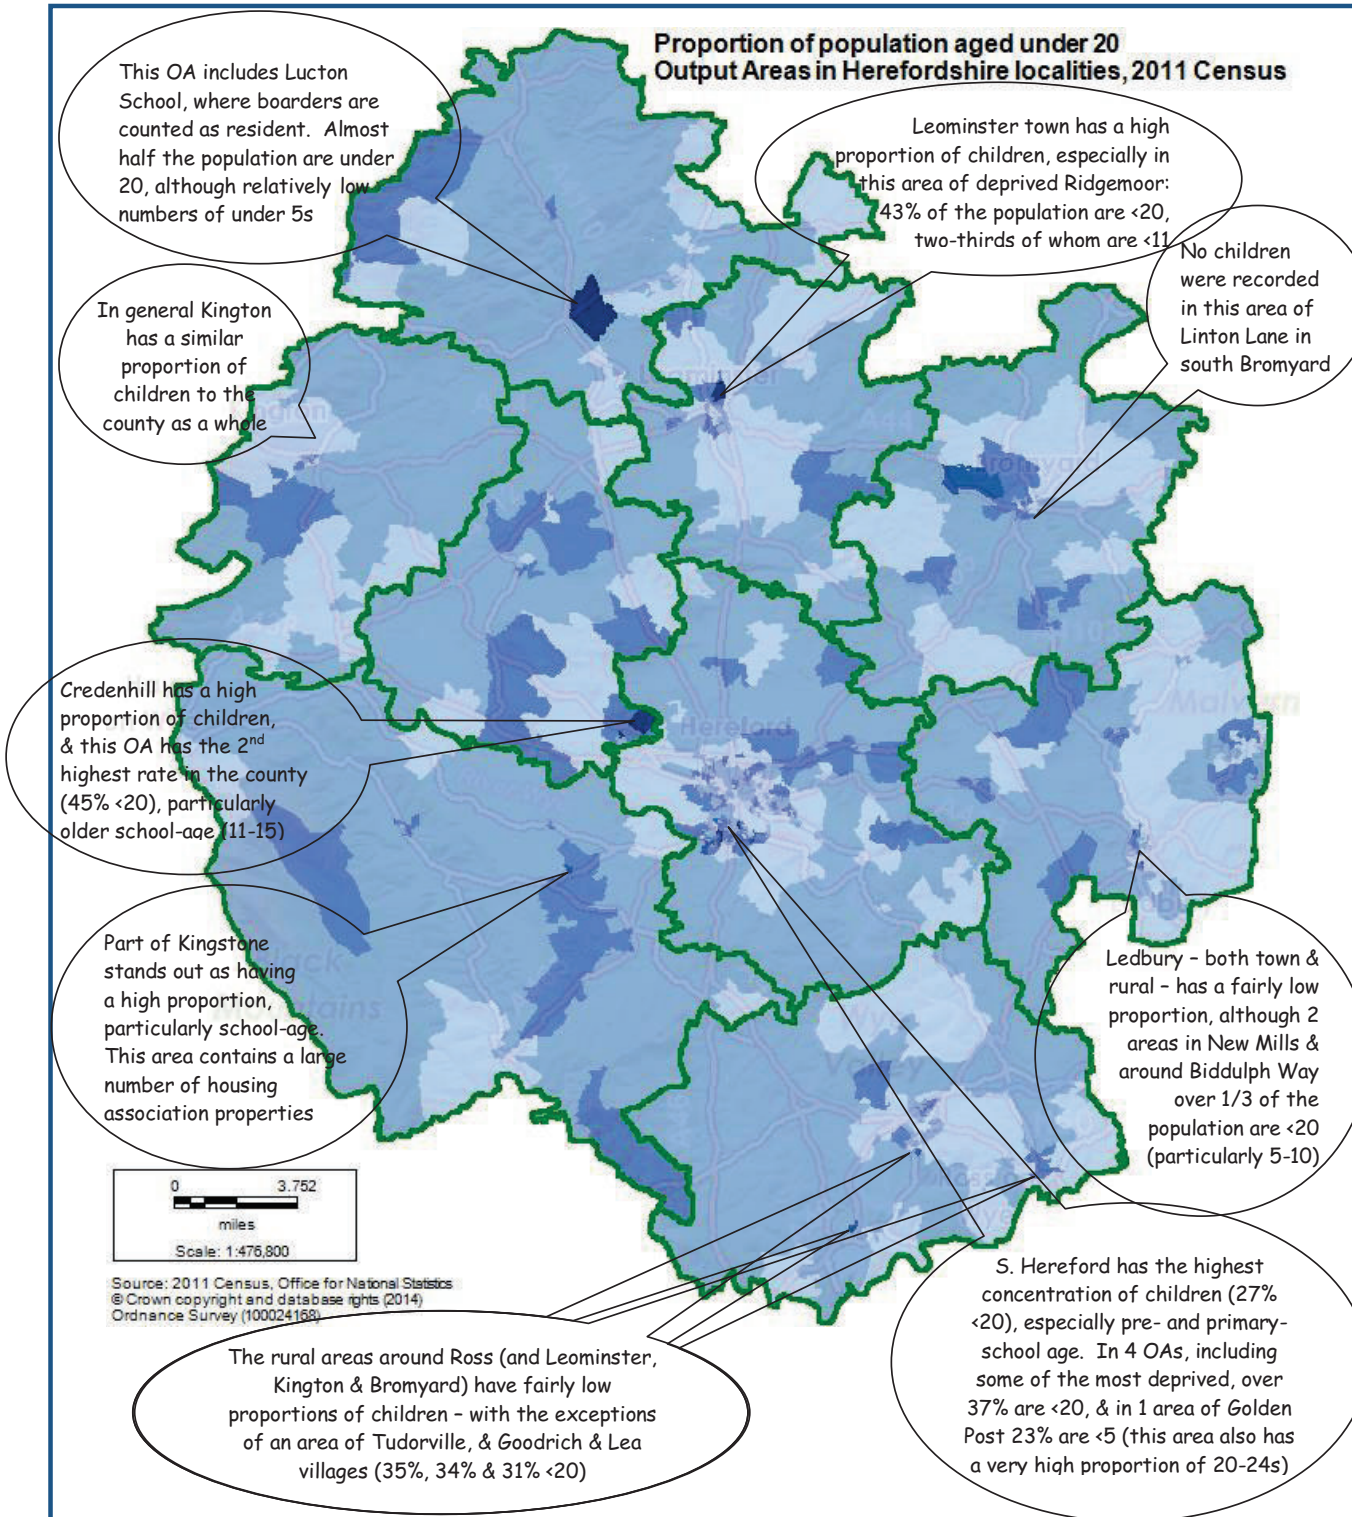 Proportion of population aged under 20
Output Areas in Herefordshire localities, 2011 Census
This OA includes Lucton
School, where boarders are
counted as resident. Almost
half the population are under
20, although relatively low
numbers of under 5s
Leominster town has a high
proportion of children, especially in
this area of deprived Ridgemoor:
43% of the population are <20,
two-thirds of whom are <11
No children
were recorded
in this area of
Linton Lane in
south Bromyard
In general Kington
has a similar
proportion of
children to the
county as a whole
Kington
Leominster
A44
Bromyard
Credenhill has a high
proportion of children,
& this OA has the 2nd
highest rate in the county
(45% <20), particularly
older school-age (11-15)
Hereford
Malvern
Part of Kingstone
stands out as having
a high proportion,
particularly school-age.
This area contains a large
number of housing
association properties
Mountains
Ledbury
Ledbury – both town &
rural – has a fairly low
proportion, although 2
areas in New Mills &
around Biddulph Way
over 1/3 of the
population are <20
(particularly 5-10)
Wye
Valley
Ross
0 3.752
miles
Scale: 1:476,800
Source: 2011 Census, Office for National Statistics
© Crown copyright and database rights (2014)
Ordnance Survey (100024168)
S. Hereford has the highest
concentration of children (27%
<20), especially pre- and primary-
school age. In 4 OAs, including
some of the most deprived, over
37% are <20, & in 1 area of Golden
Post 23% are <5 (this area also has
a very high proportion of 20-24s)
The rural areas around Ross (and Leominster,
Kington & Bromyard) have fairly low
proportions of children – with the exceptions
of an area of Tudorville, & Goodrich & Lea
villages (35%, 34% & 31% <20)